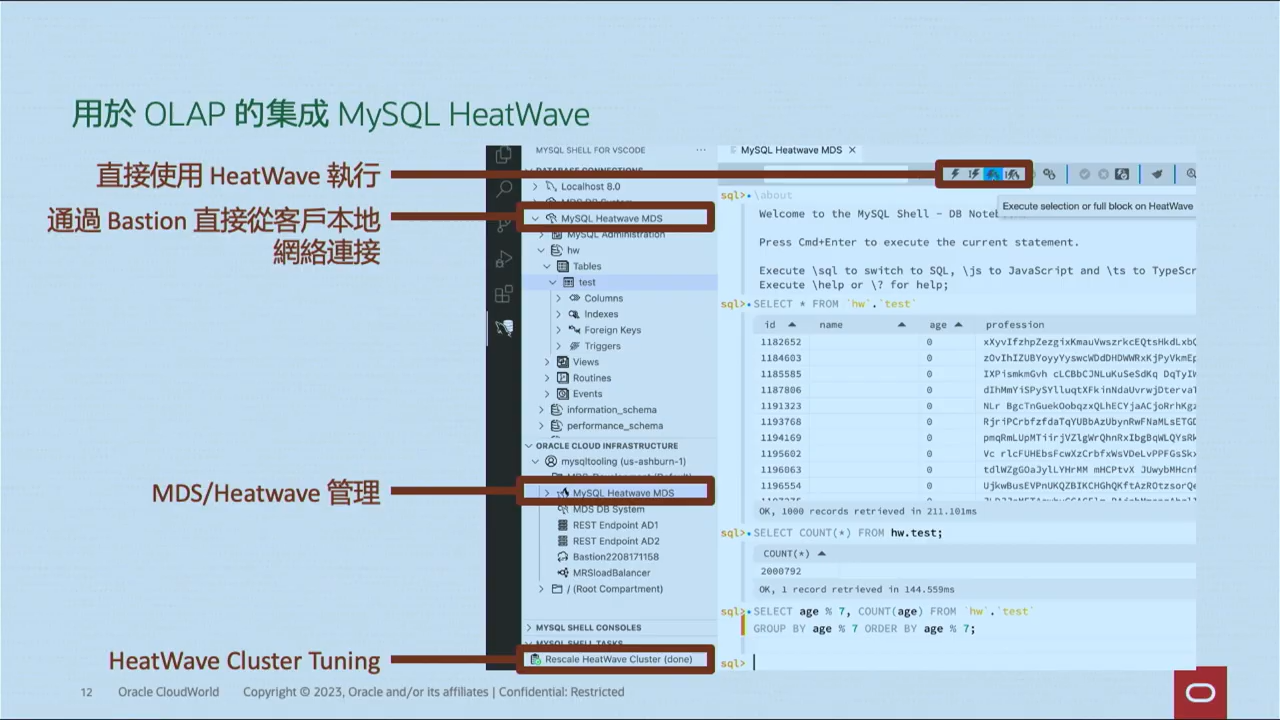 用於 OLAP 的集成 MySQL HeatWave
直接使用 HeatWave 執行
通過 Bastion 直接從客戶本地
網絡連接
MDS/Heatwave 管理
HeatWave Cluster Tuning
MYSQL SHELL FOR VSCODE
DATABASE CONNECTIONS
Localhost 8.0
MDS DB System
MySQL Heatwave MDS
MySQL Administration
hw
Tables
test
Columns
Indexes
Foreign Keys
Triggers
Views
Routines
Events
information_schema
performance_schema
ORACLE CLOUD INFRASTRUCTURE
mysqltooling (us-ashburn-1)
MySQL Heatwave MDS
MDS DB System
REST Endpoint AD1
REST Endpoint AD2
Bastion2208171158
MRSloadBalancer
/ (Root Compartment)
MYSQL SHELL CONSOLES
MYSQL SHELL TASKS
Rescale HeatWave Cluster (done)
MySQL Heatwave MDS
Execute selection or full block on HeatWave
sql> \about
Welcome to the MySQL Shell - DB
Press Cmd+Enter to execute the current statement.
Execute \sql to switch to SQL, \js to JavaScript and \ts to TypeScr
Execute \help or \? for help;
sql> SELECT * FROM `hw`.`test`
id name age profession
1182652 0
1184603 0
1185585 0
1187806 0
1191323 0
1193768 0
1194169 0
1195602 0
1196063 0
1196554 0
OK, 1000 records retrieved in 211.101ms
sql> SELECT COUNT(*) FROM hw.test;
COUNT(*)
2000792
OK, 1 record retrieved in 144.559ms
sql> SELECT age % 7, COUNT(age) FROM `hw`.`test`
GROUP BY age % 7 ORDER BY age % 7;
sql>
12 Oracle CloudWorld Copyright © 2023, Oracle and/or its affiliates | Confidential: Restricted